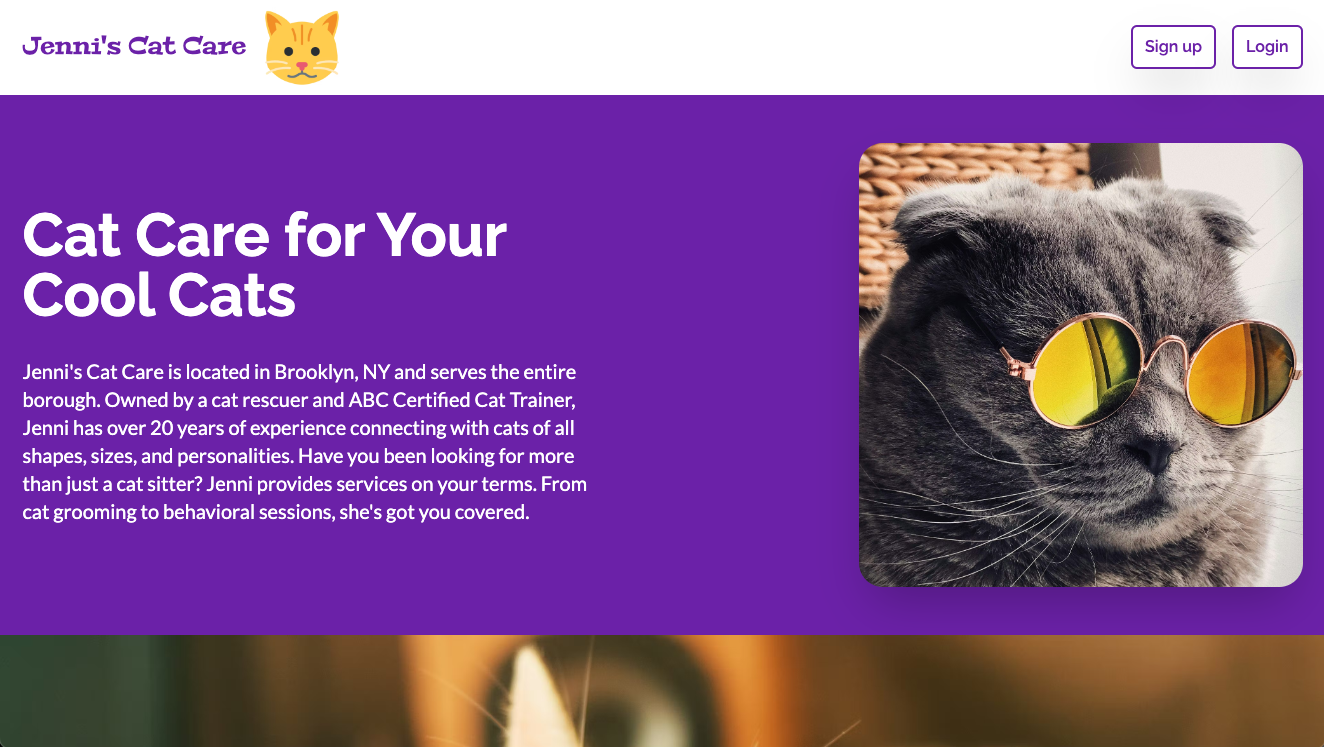 Jenni's Cat Care
Sign up
Login
Cat Care for Your
Cool Cats
Jenni's Cat Care is located in Brooklyn, NY and serves the entire
borough. Owned by a cat rescuer and ABC Certified Cat Trainer,
Jenni has over 20 years of experience connecting with cats of all
shapes, sizes, and personalities. Have you been looking for more
than just a cat sitter? Jenni provides services on your terms. From
cat grooming to behavioral sessions, she's got you covered.